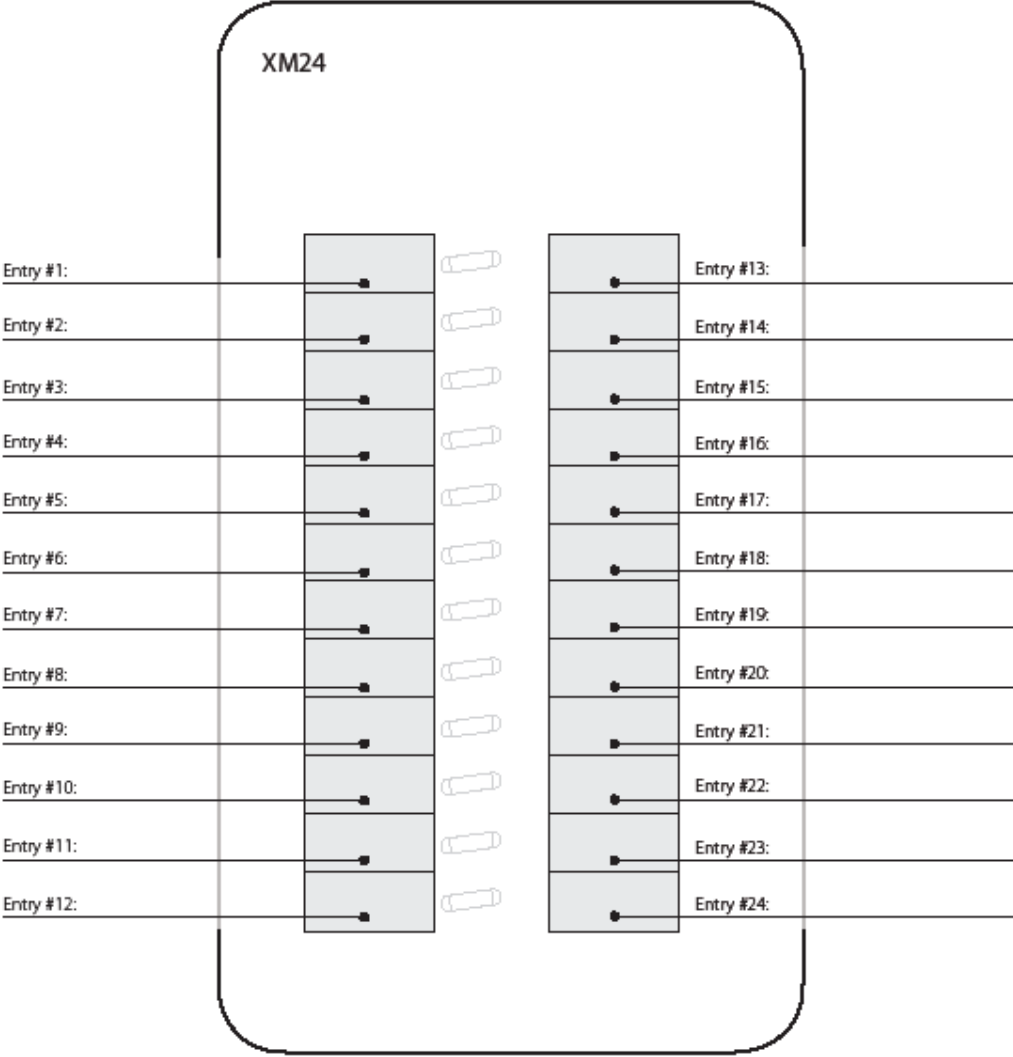 XM24
Entry #1:
Entry #2:
Entry #3:
Entry #4:
Entry #5:
Entry #6:
Entry #7:
Entry #8:
Entry #9:
Entry #10:
Entry #11:
Entry #12:
Entry #13:
Entry #14:
Entry #15:
Entry #16:
Entry #17:
Entry #18:
Entry #19:
Entry #20:
Entry #21:
Entry #22:
Entry #23:
Entry #24: